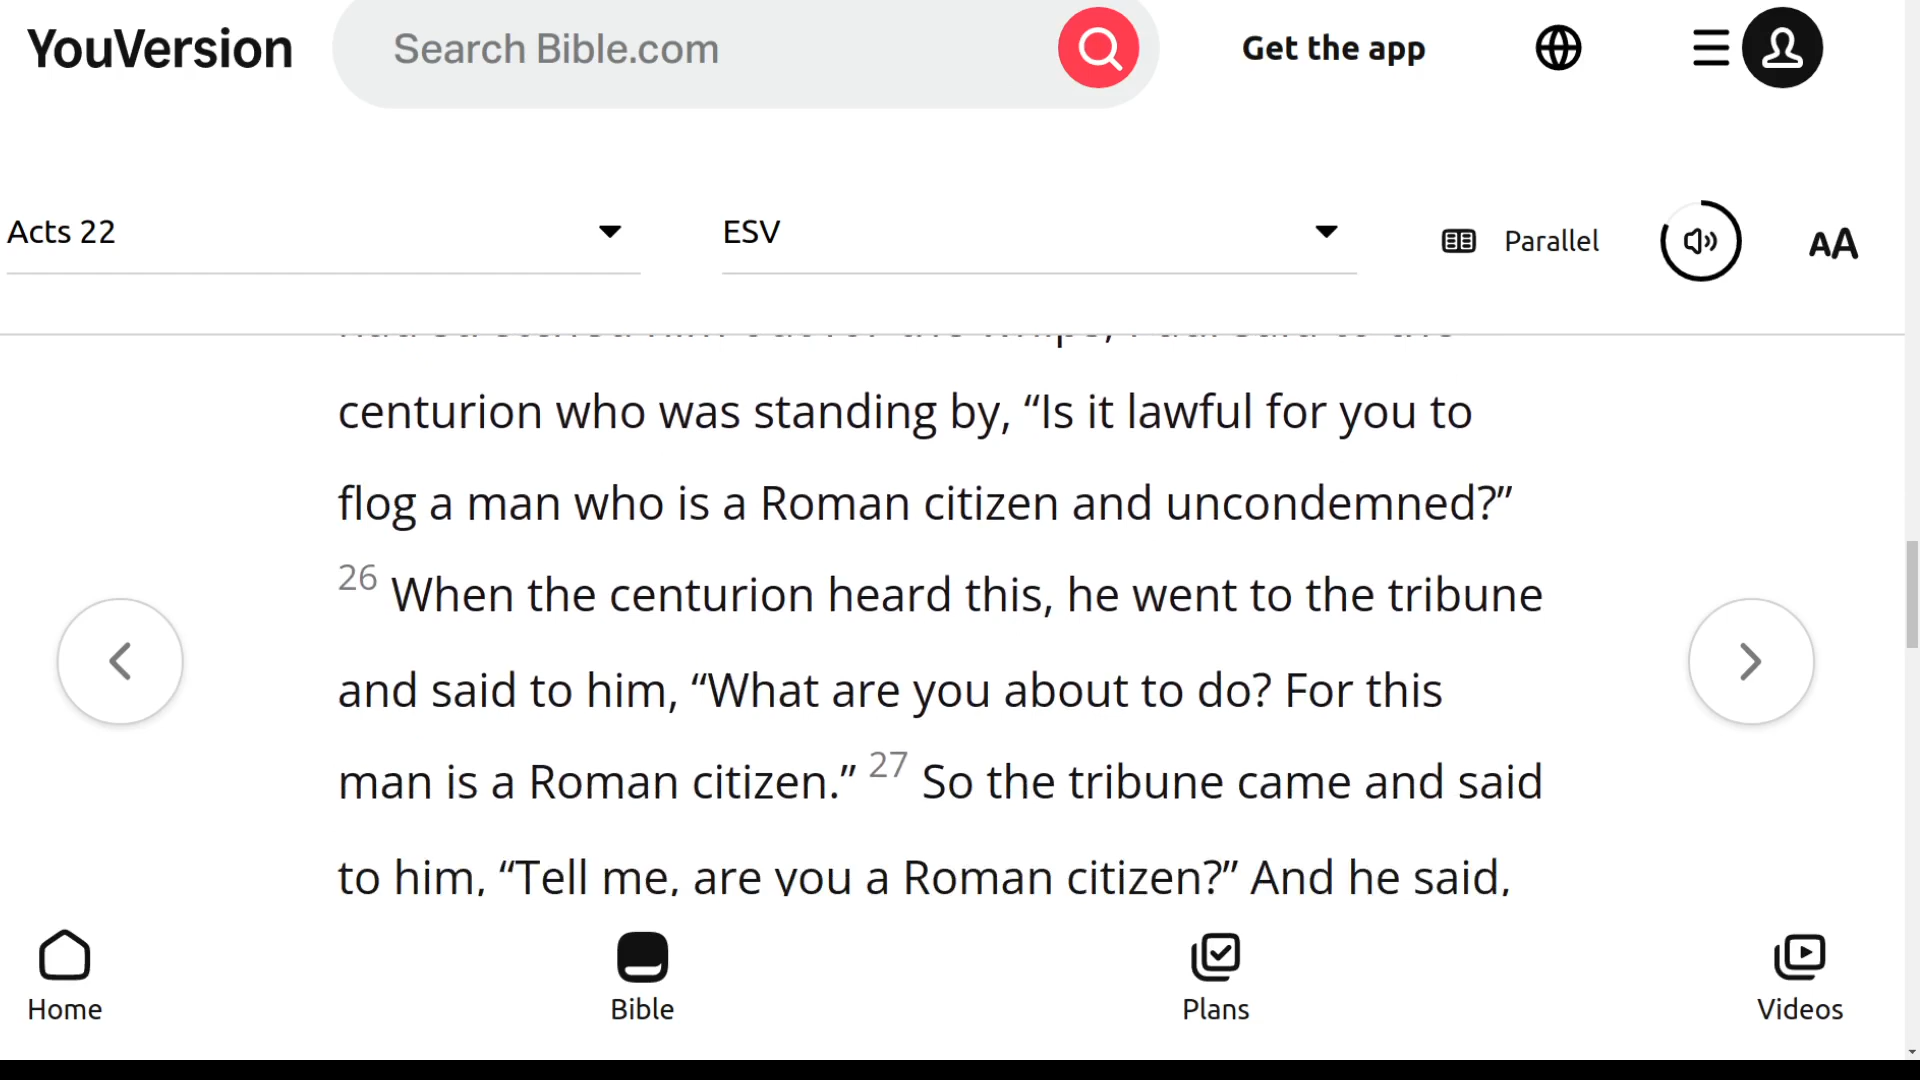 YouVersion
Search Bible.com
Get the app
Acts 22
ESV
Parallel
AA
centurion who was standing by, “Is it lawful for you to
flog a man who is a Roman citizen and uncondemned?”
26 When the centurion heard this, he went to the tribune
and said to him, “What are you about to do? For this
man is a Roman citizen.” 27 So the tribune came and said
to him, “Tell me, are you a Roman citizen?” And he said,
Home
Bible
Plans
Videos